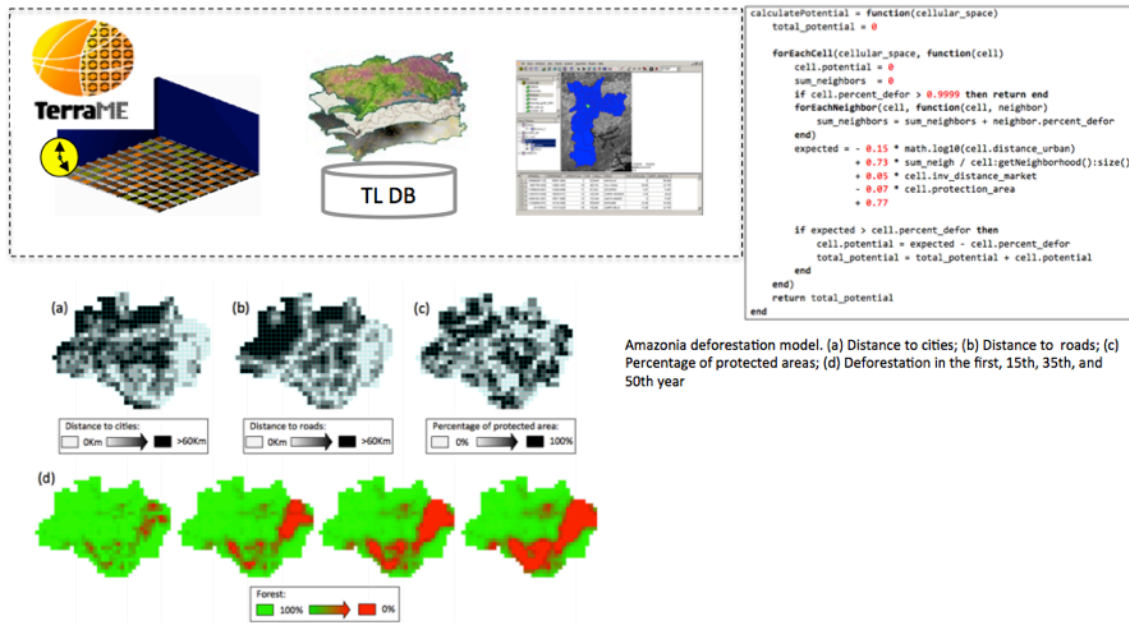 TerraME
TL DB
calculatePotential = function(cellular_space)
total_potential = 0
forEachCell(cellular_space, function(cell)
cell.potential = 0
sum_neighbors = 0
if cell.percent_defor > 0.9999 then return end
forEachNeighbor(cell, function(cell, neighbor)
sum_neighbors = sum_neighbors + neighbor.percent_defor
end)
expected = - 0.15 * math.log10(cell.distance_urban)
+ 0.73 * sum_neigh / cell:getNeighborhood():size()
+ 0.05 * cell.inv_distance_market
- 0.07 * cell.protection_area
+ 0.77
if expected > cell.percent_defor then
cell.potential = expected - cell.percent_defor
total_potential = total_potential + cell.potential
end
end)
return total_potential
end
Amazonia deforestation model. (a) Distance to cities; (b) Distance to roads; (c)
Percentage of protected areas; (d) Deforestation in the first, 15th, 35th, and
50th year
(a)
(b)
(c)
Distance to cities:
0Km >60Km
Distance to roads:
0Km >60Km
Percentage of protected area:
0% 100%
(d)
Forest:
100% 0%